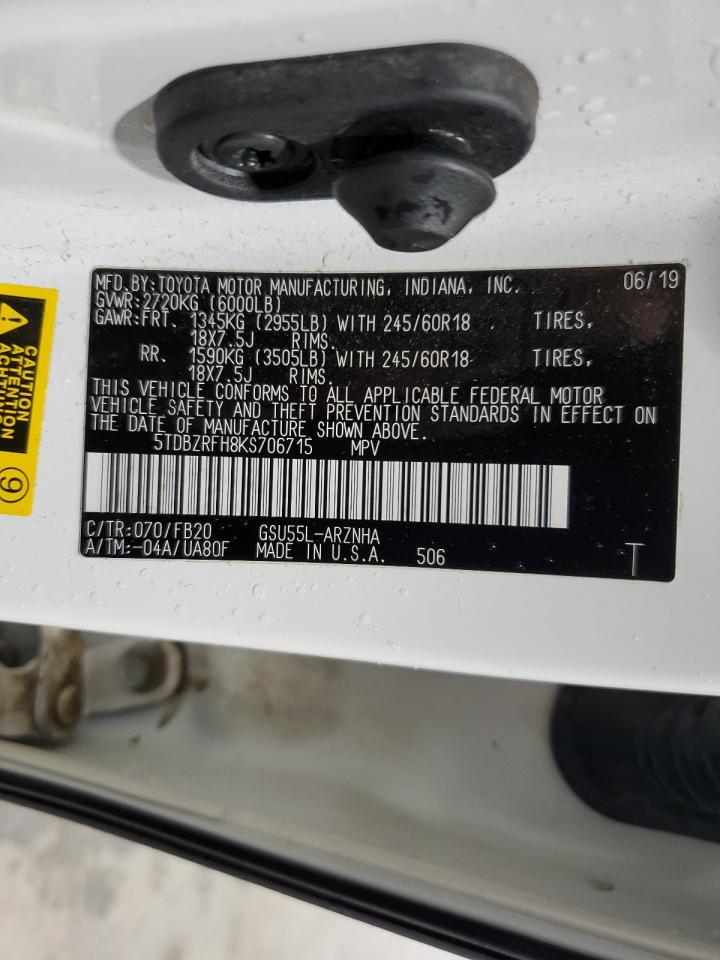 MFD.BY:TOYOTA MOTOR MANUFACTURING, INDIANA, INC. 06/19
GVWR:2720KG (6000LB)
GAWR:FRT. 1345KG (2955LB) WITH 245/60R18 TIRES,
18X7.5J RIMS.
RR. 1590KG (3505LB) WITH 245/60R18 TIRES,
18X7.5J RIMS.
THIS VEHICLE CONFORMS TO ALL APPLICABLE FEDERAL MOTOR
VEHICLE SAFETY AND THEFT PREVENTION STANDARDS IN EFFECT ON
THE DATE OF MANUFACTURE SHOWN ABOVE.
5TDBZRFH8KS706715 MPV
C/TR:070/FB20 GSU55L-ARZNHA
A/TM:-04A/UA80F MADE IN U.S.A. 506 T
CAUTION
ATTENTION
ACHTUNG
9